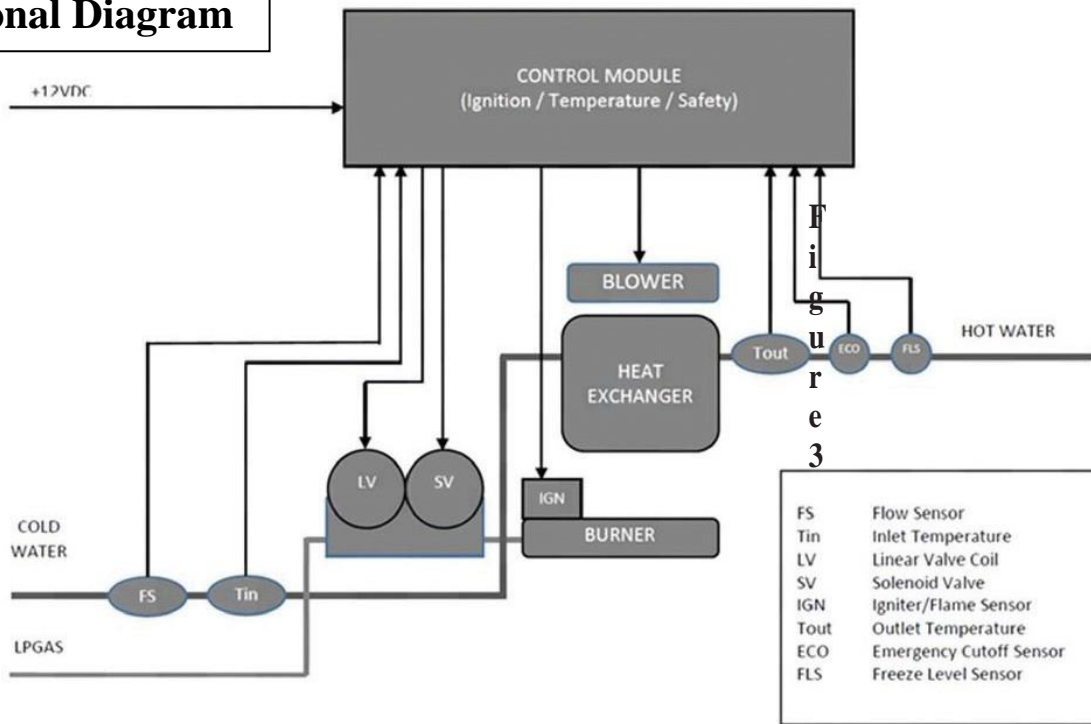 onal Diagram
+12VDC
CONTROL MODULE
(Ignition / Temperature / Safety)
BLOWER
HEAT
EXCHANGER
Tout
ECO
FLS
HOT WATER
Figure3
LV
SV
IGN
BURNER
COLD
WATER
FS
Tin
LPGAS
FS Flow Sensor
Tin Inlet Temperature
LV Linear Valve Coil
SV Solenoid Valve
IGN Igniter/Flame Sensor
Tout Outlet Temperature
ECO Emergency Cutoff Sensor
FLS Freeze Level Sensor